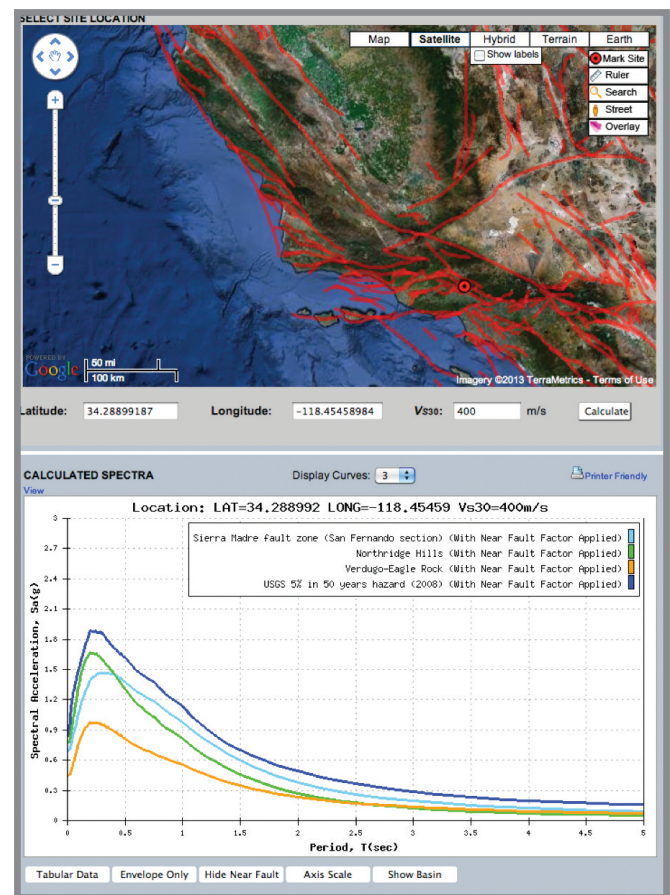 SELECT SITE LOCATION
Map Satellite Hybrid Terrain Earth
Show labels
Mark Site
Ruler
Search
Street
Overlay
POWERED BY
Google
50 mi
100 km
Imagery ©2013 TerraMetrics - Terms of Use
Latitude: 34.28899187 Longitude: -118.45458984 Vs30: 400 m/s Calculate
CALCULATED SPECTRA Display Curves: 3 Printer Friendly
View
Location: LAT=34.288992 LONG=-118.45459 Vs30=400m/s
Sierra Madre fault zone (San Fernando section) (With Near Fault Factor Applied)
Northridge Hills (With Near Fault Factor Applied)
Verdugo-Eagle Rock (With Near Fault Factor Applied)
USGS 5% in 50 years hazard (2008) (With Near Fault Factor Applied)
Spectral Acceleration, Sa(g)
3
2.7
2.4
2.1
1.8
1.5
1.2
0.9
0.6
0.3
0
0 0.5 1 1.5 2 2.5 3 3.5 4 4.5 5
Period, T(sec)
Tabular Data Envelope Only Hide Near Fault Axis Scale Show Basin